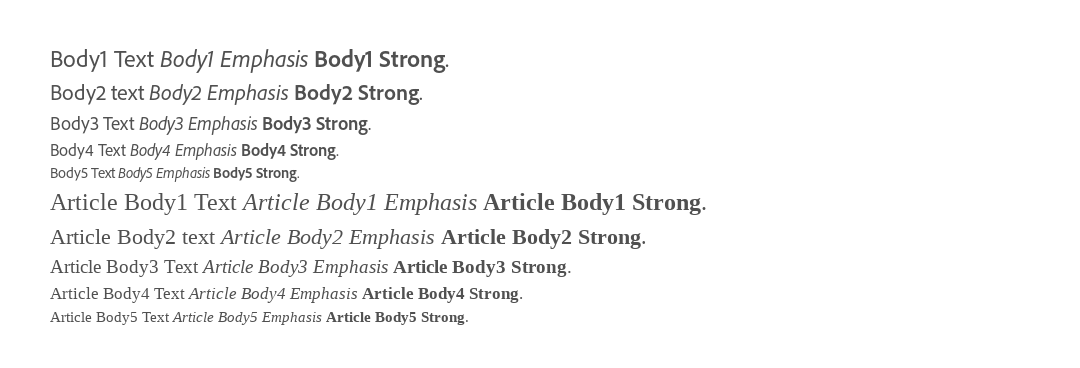 Body1 Text Body1 Emphasis Body1 Strong.
Body2 text Body2 Emphasis Body2 Strong.
Body3 Text Body3 Emphasis Body3 Strong.
Body4 Text Body4 Emphasis Body4 Strong.
Body5 Text Body5 Emphasis Body5 Strong.
Article Body1 Text Article Body1 Emphasis Article Body1 Strong.
Article Body2 text Article Body2 Emphasis Article Body2 Strong.
Article Body3 Text Article Body3 Emphasis Article Body3 Strong.
Article Body4 Text Article Body4 Emphasis Article Body4 Strong.
Article Body5 Text Article Body5 Emphasis Article Body5 Strong.